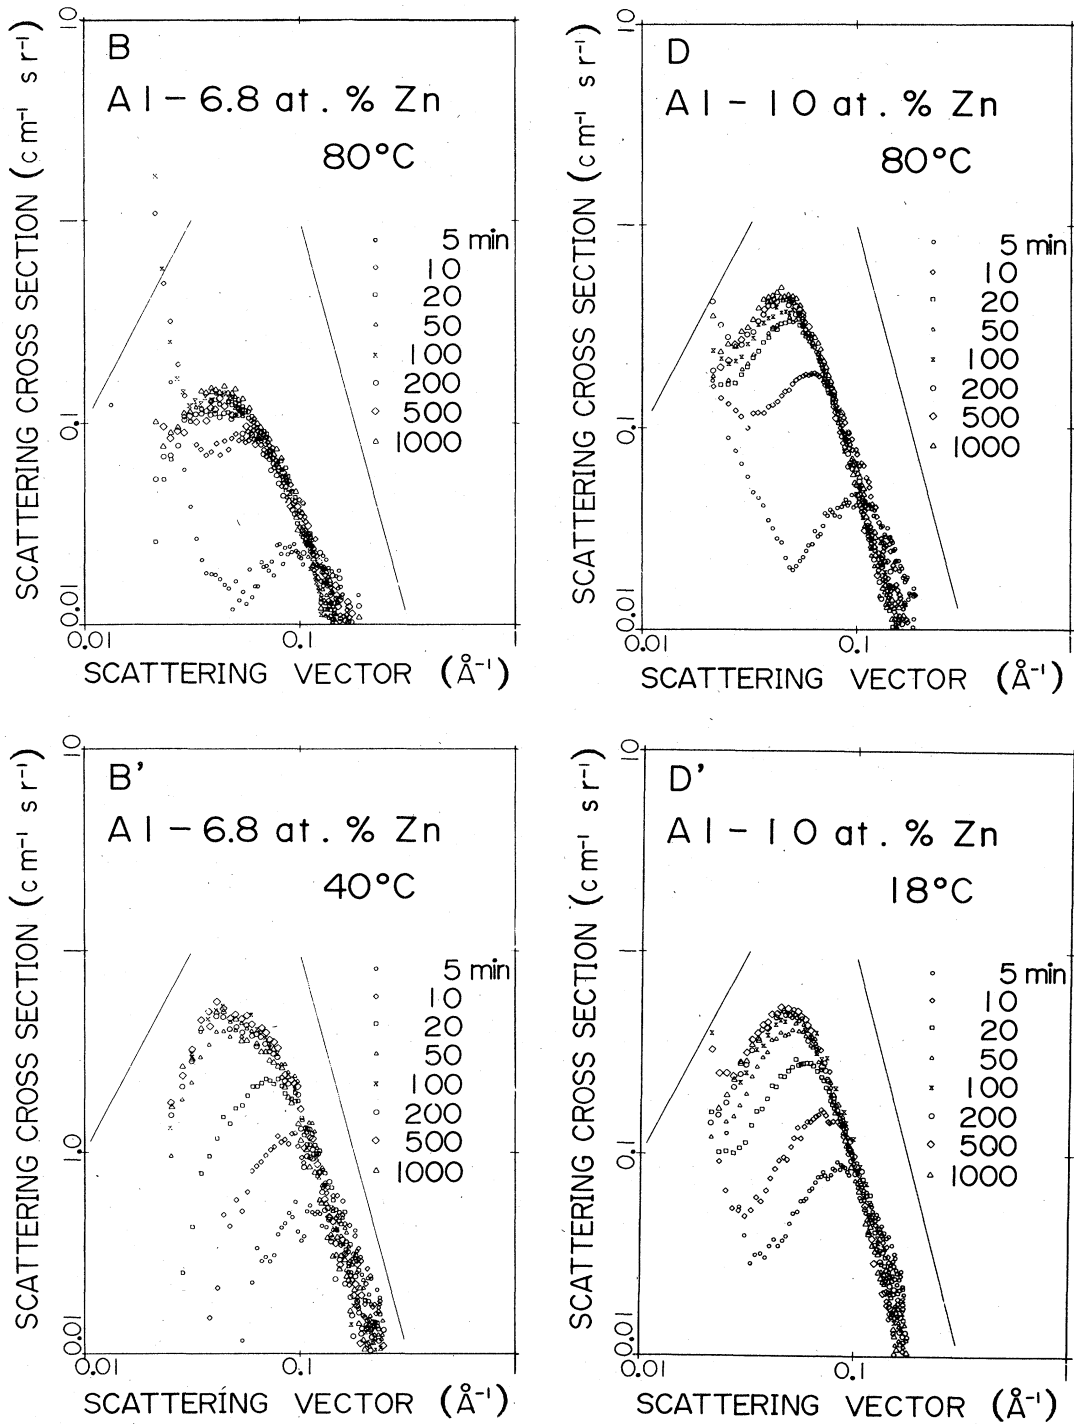 B
Al-6.8 at. % Zn
80°C
5 min
10
20
50
100
200
500
1000
10
1
0.1
0.01
SCATTERING CROSS SECTION (cm⁻¹ sr⁻¹)
0.01 0.1 1
SCATTERING VECTOR (Å⁻¹)
D
Al-10 at. % Zn
80°C
5 min
10
20
50
100
200
500
1000
10
1
0.1
0.01
SCATTERING CROSS SECTION (cm⁻¹ sr⁻¹)
0.01 0.1 1
SCATTERING VECTOR (Å⁻¹)
B'
Al-6.8 at. % Zn
40°C
5 min
10
20
50
100
200
500
1000
10
1
1.0
0.01
SCATTERING CROSS SECTION (cm⁻¹ sr⁻¹)
0.01 0.1 1
SCATTERING VECTOR (Å⁻¹)
D'
Al-10 at. % Zn
18°C
5 min
10
20
50
100
200
500
1000
10
1
0.1
0.01
SCATTERING CROSS SECTION (cm⁻¹ sr⁻¹)
0.01 0.1 1
SCATTERING VECTOR (Å⁻¹)